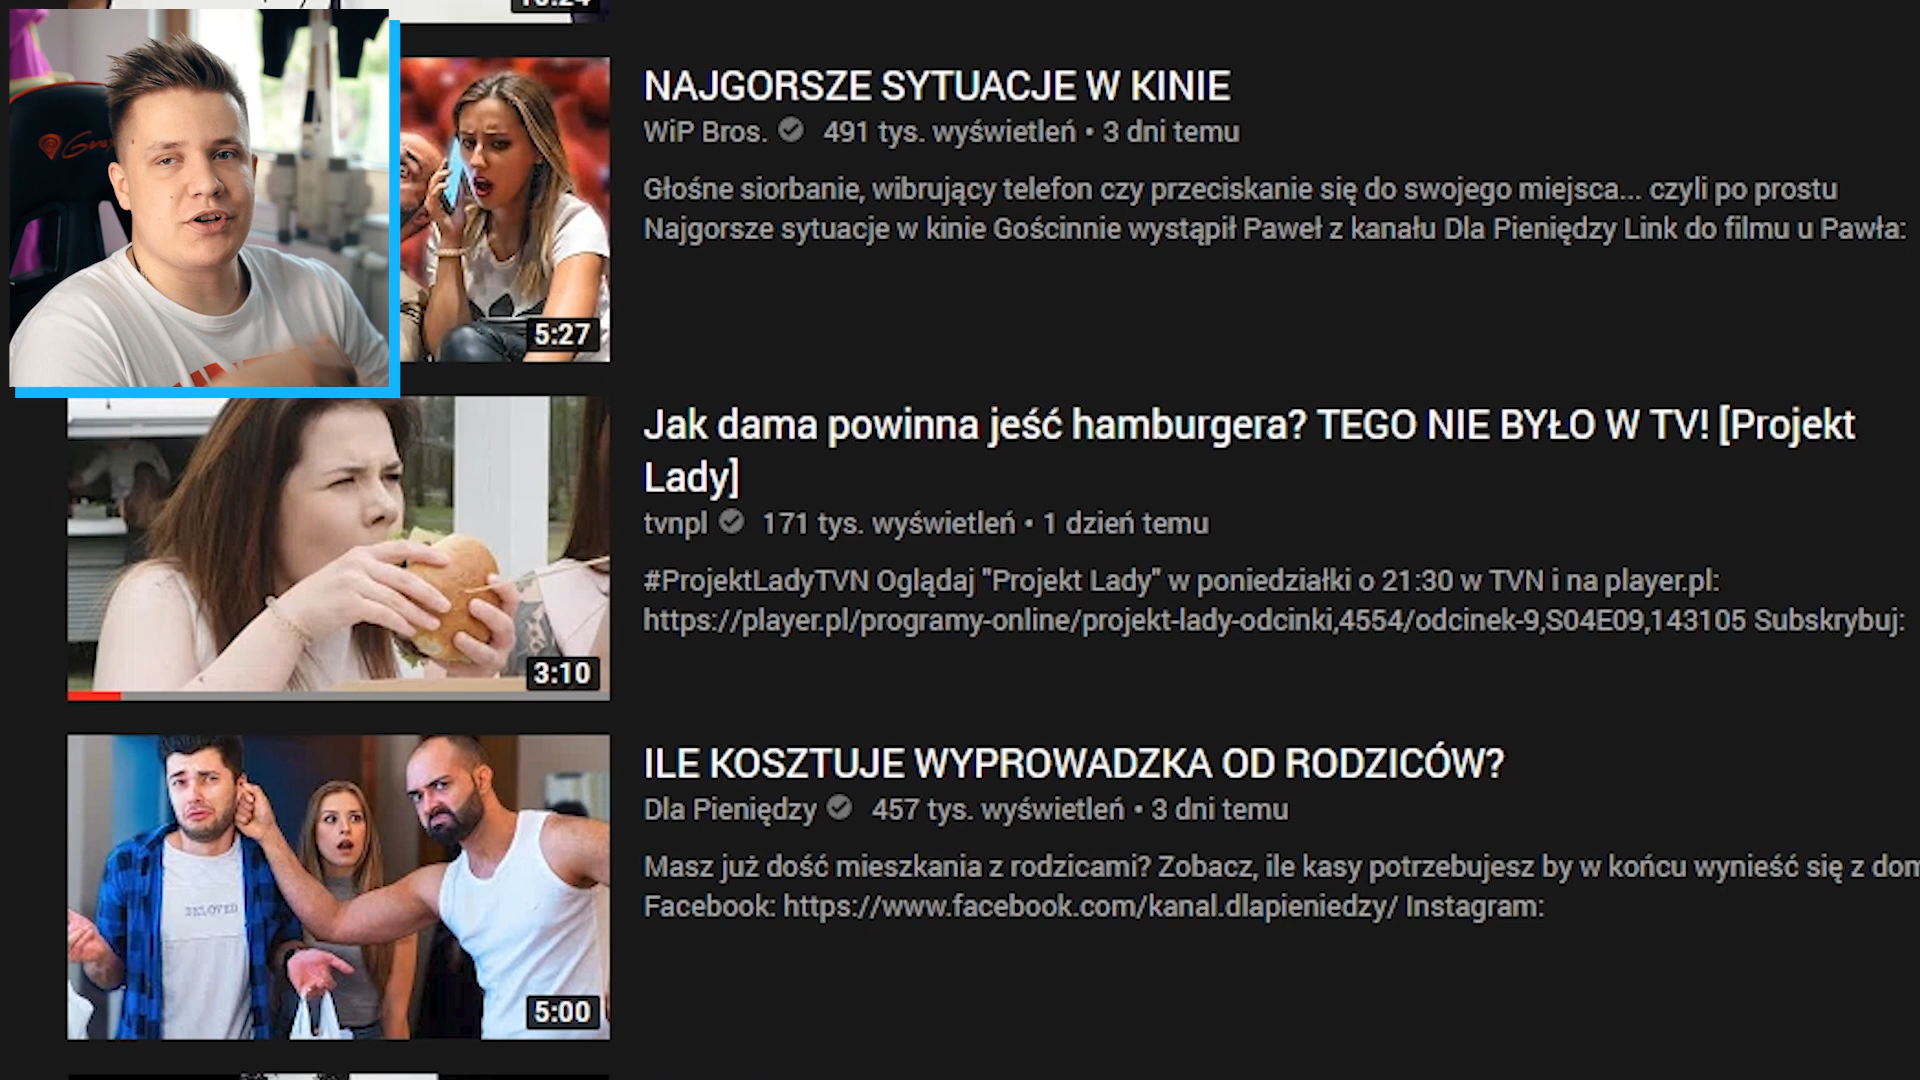 NAJGORSZE SYTUACJE W KINIE
WiP Bros. 491 tys. wyświetleń • 3 dni temu
Głośne siorbanie, wibrujący telefon czy przeciskanie się do swojego miejsca... czyli po prostu
Najgorsze sytuacje w kinie Gościnnie wystąpił Paweł z kanału Dla Pieniędzy Link do filmu u Pawła:
5:27
Jak dama powinna jeść hamburgera? TEGO NIE BYŁO W TV! [Projekt
Lady]
tvnpl 171 tys. wyświetleń • 1 dzień temu
#ProjektLadyTVN Oglądaj "Projekt Lady" w poniedziałki o 21:30 w TVN i na player.pl:
https://player.pl/programy-online/projekt-lady-odcinki,4554/odcinek-9,S04E09,143105 Subskrybuj:
3:10
ILE KOSZTUJE WYPROWADZKA OD RODZICÓW?
Dla Pieniędzy 457 tys. wyświetleń • 3 dni temu
Masz już dość mieszkania z rodzicami? Zobacz, ile kasy potrzebujesz by w końcu wynieść się z
Facebook: https://www.facebook.com/kanal.dlapieniedzy/ Instagram:
BELOVED
5:00